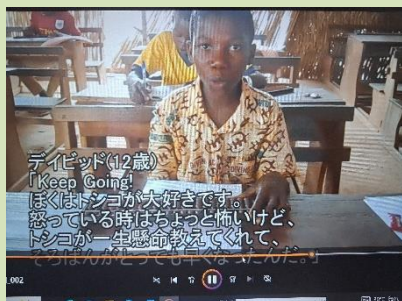 デイビッド(12歳)
「Keep Going!
ぼくはトシコが大好きです。
怒っている時はちょっと怖いけど、
トシコが一生懸命教えてくれて、
そろばんがとっても早くなったんだ。」
_002